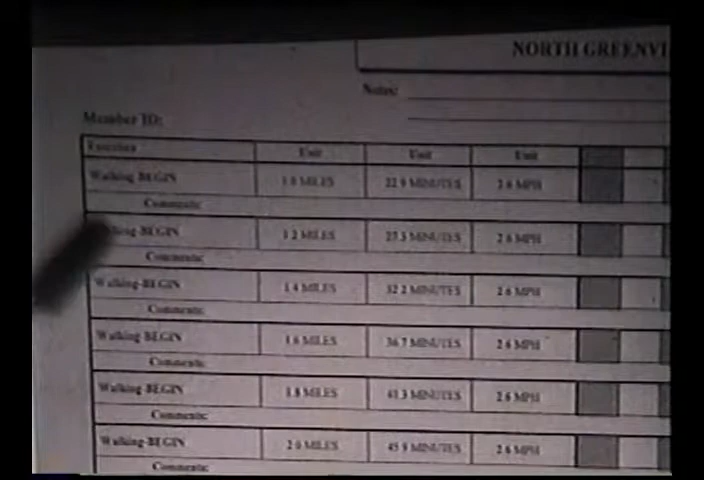 NORTH GREENVI
Notes:
Member ID:
Exercise Unit Unit Unit
Walking BEGIN 1.0 MILES 22.9 MINUTES 2.6 MPH
Comments:
Walking-BEGIN 1.2 MILES 27.5 MINUTES 2.6 MPH
Comments:
Walking-BEGIN 1.4 MILES 32.2 MINUTES 2.6 MPH
Comments:
Walking-BEGIN 1.6 MILES 36.7 MINUTES 2.6 MPH
Comments:
Walking-BEGIN 1.8 MILES 41.3 MINUTES 2.6 MPH
Comments:
Walking-BEGIN 2.0 MILES 45.9 MINUTES 2.6 MPH
Comments: